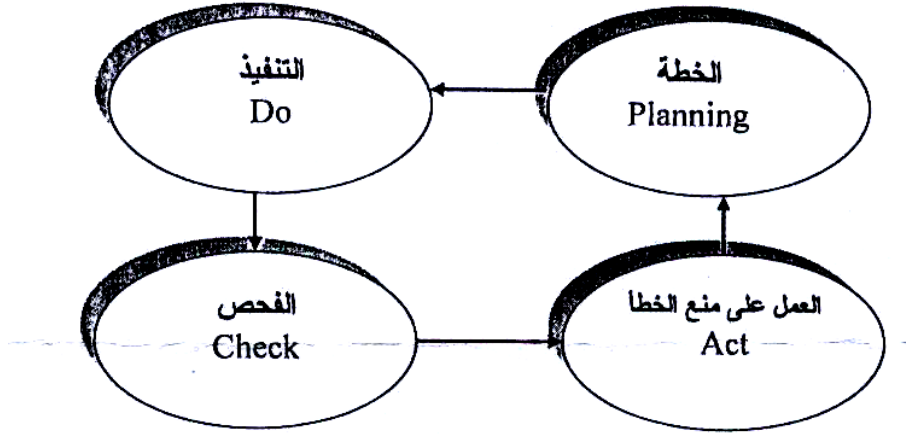 الخطة
Planning
التنفيذ
Do
الفحص
Check
العمل على منع الخطأ
Act